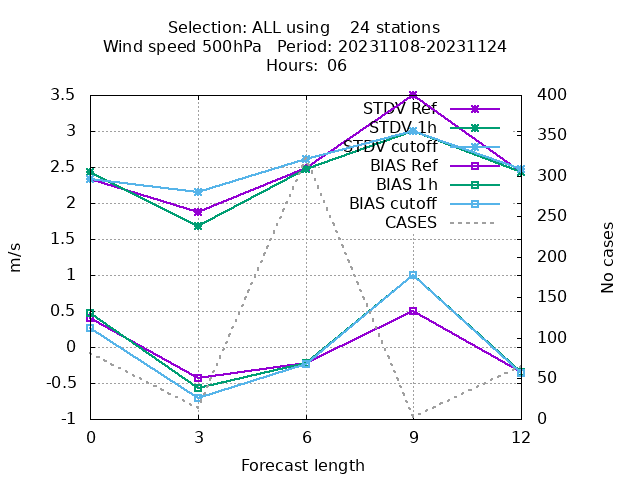 Selection: ALL using    24 stations
Wind speed 500hPa   Period: 20231108-20231124
Hours:  06
3.5
3
2.5
2
1.5
1
0.5
0
-0.5
-1
m/s
400
350
300
250
200
150
100
50
0
No cases
STDV Ref
STDV 1h
STDV cutoff
BIAS Ref
BIAS 1h
BIAS cutoff
CASES
0 3 6 9 12
Forecast length